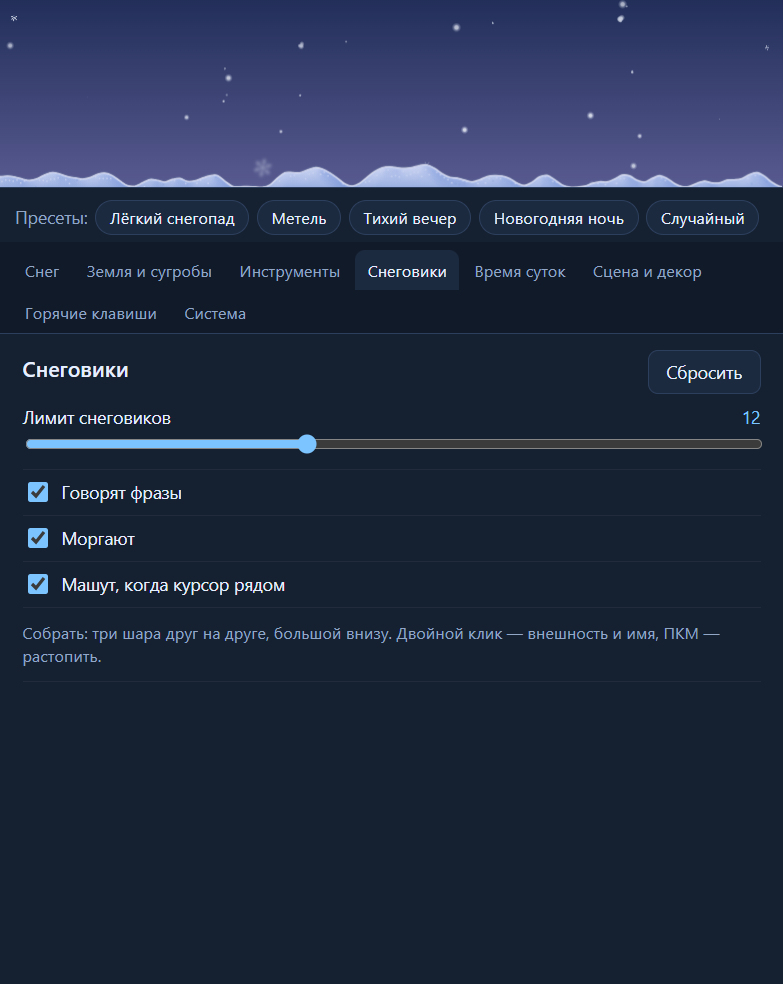 Пресеты: Лёгкий снегопад Метель Тихий вечер Новогодняя ночь Случайный
Снег Земля и сугробы Инструменты Снеговики Время суток Сцена и декор
Горячие клавиши Система
Снеговики Сбросить
Лимит снеговиков 12
Говорят фразы
Моргают
Машут, когда курсор рядом
Собрать: три шара друг на друге, большой внизу. Двойной клик — внешность и имя, ПКМ —
растопить.